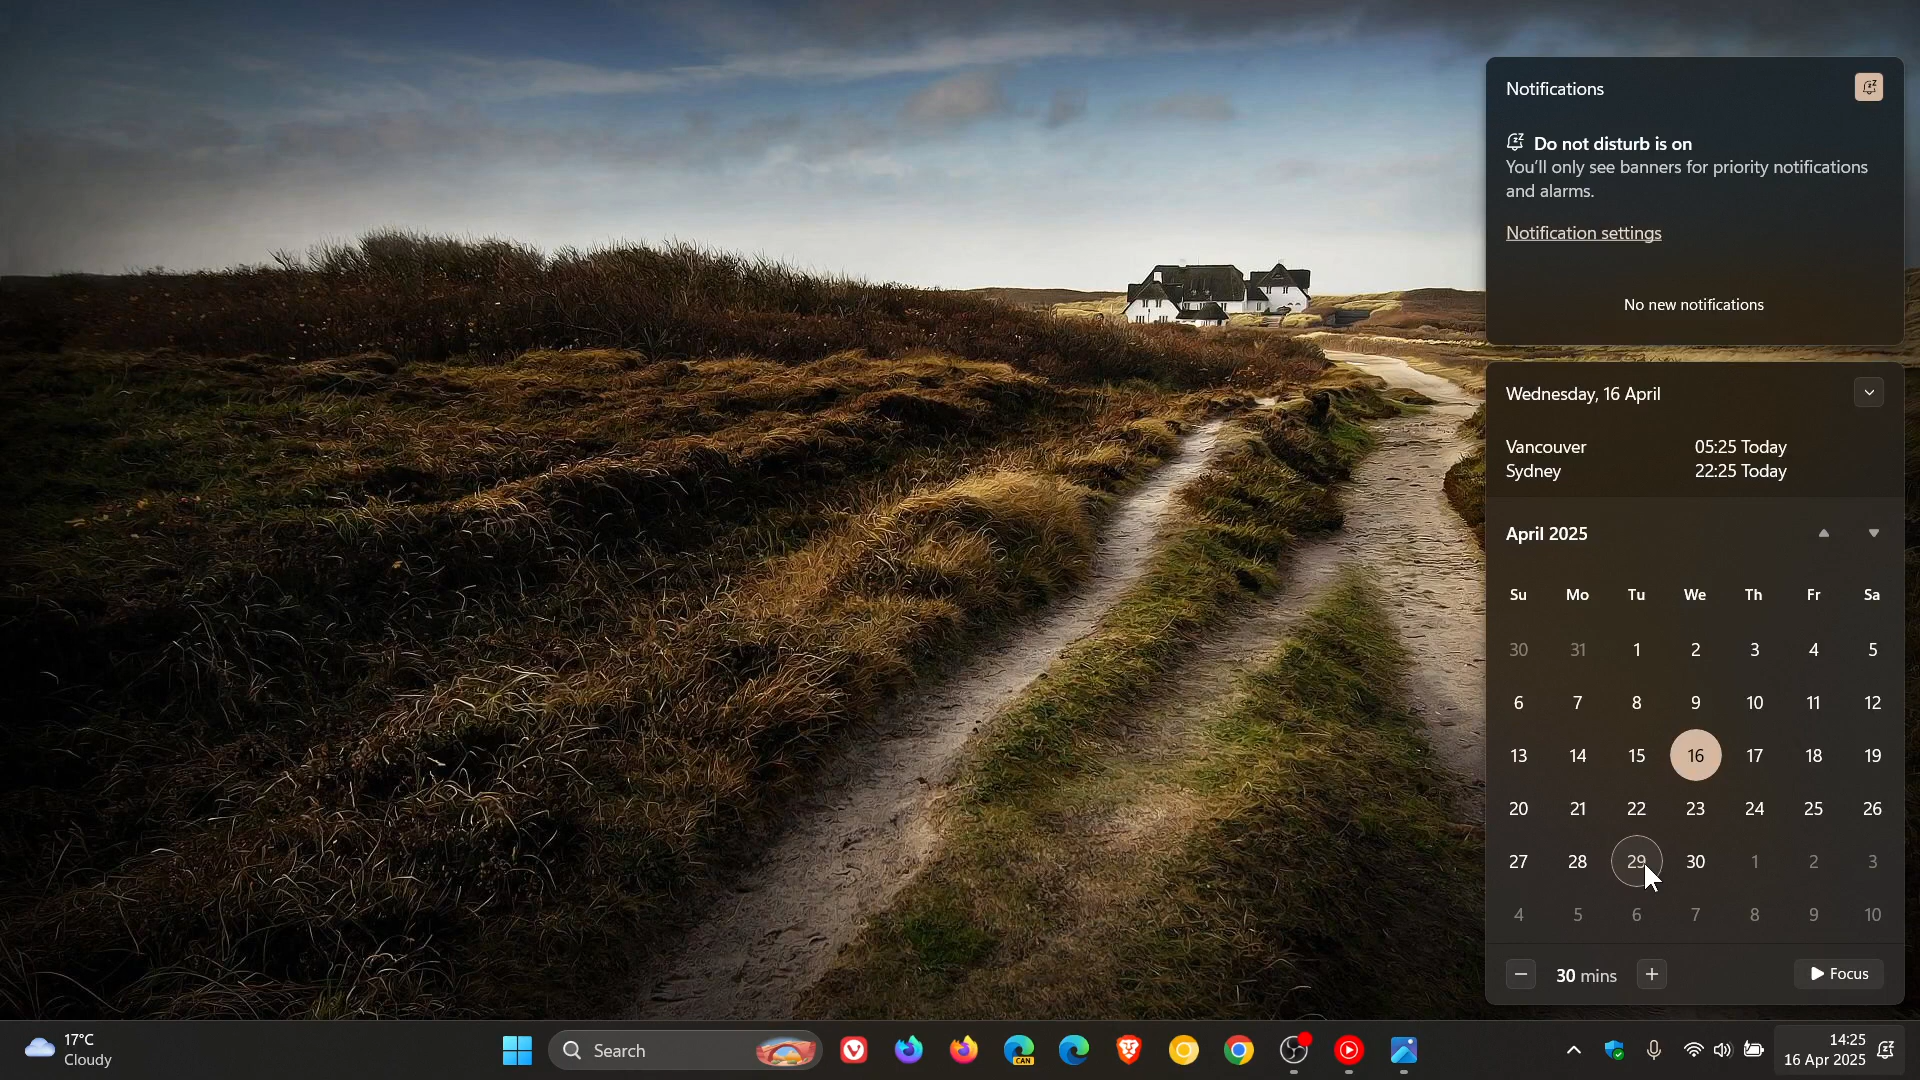 Notifications
Do not disturb is on
You'll only see banners for priority notifications
and alarms.
Notification settings
No new notifications
Wednesday, 16 April
Vancouver 05:25 Today
Sydney 22:25 Today
April 2025
Su Mo Tu We Th Fr Sa
30 31 1 2 3 4 5
6 7 8 9 10 11 12
13 14 15 16 17 18 19
20 21 22 23 24 25 26
27 28 29 30 1 2 3
4 5 6 7 8 9 10
30 mins
Focus
17°C
Cloudy
Search
CAN
14:25
16 Apr 2025